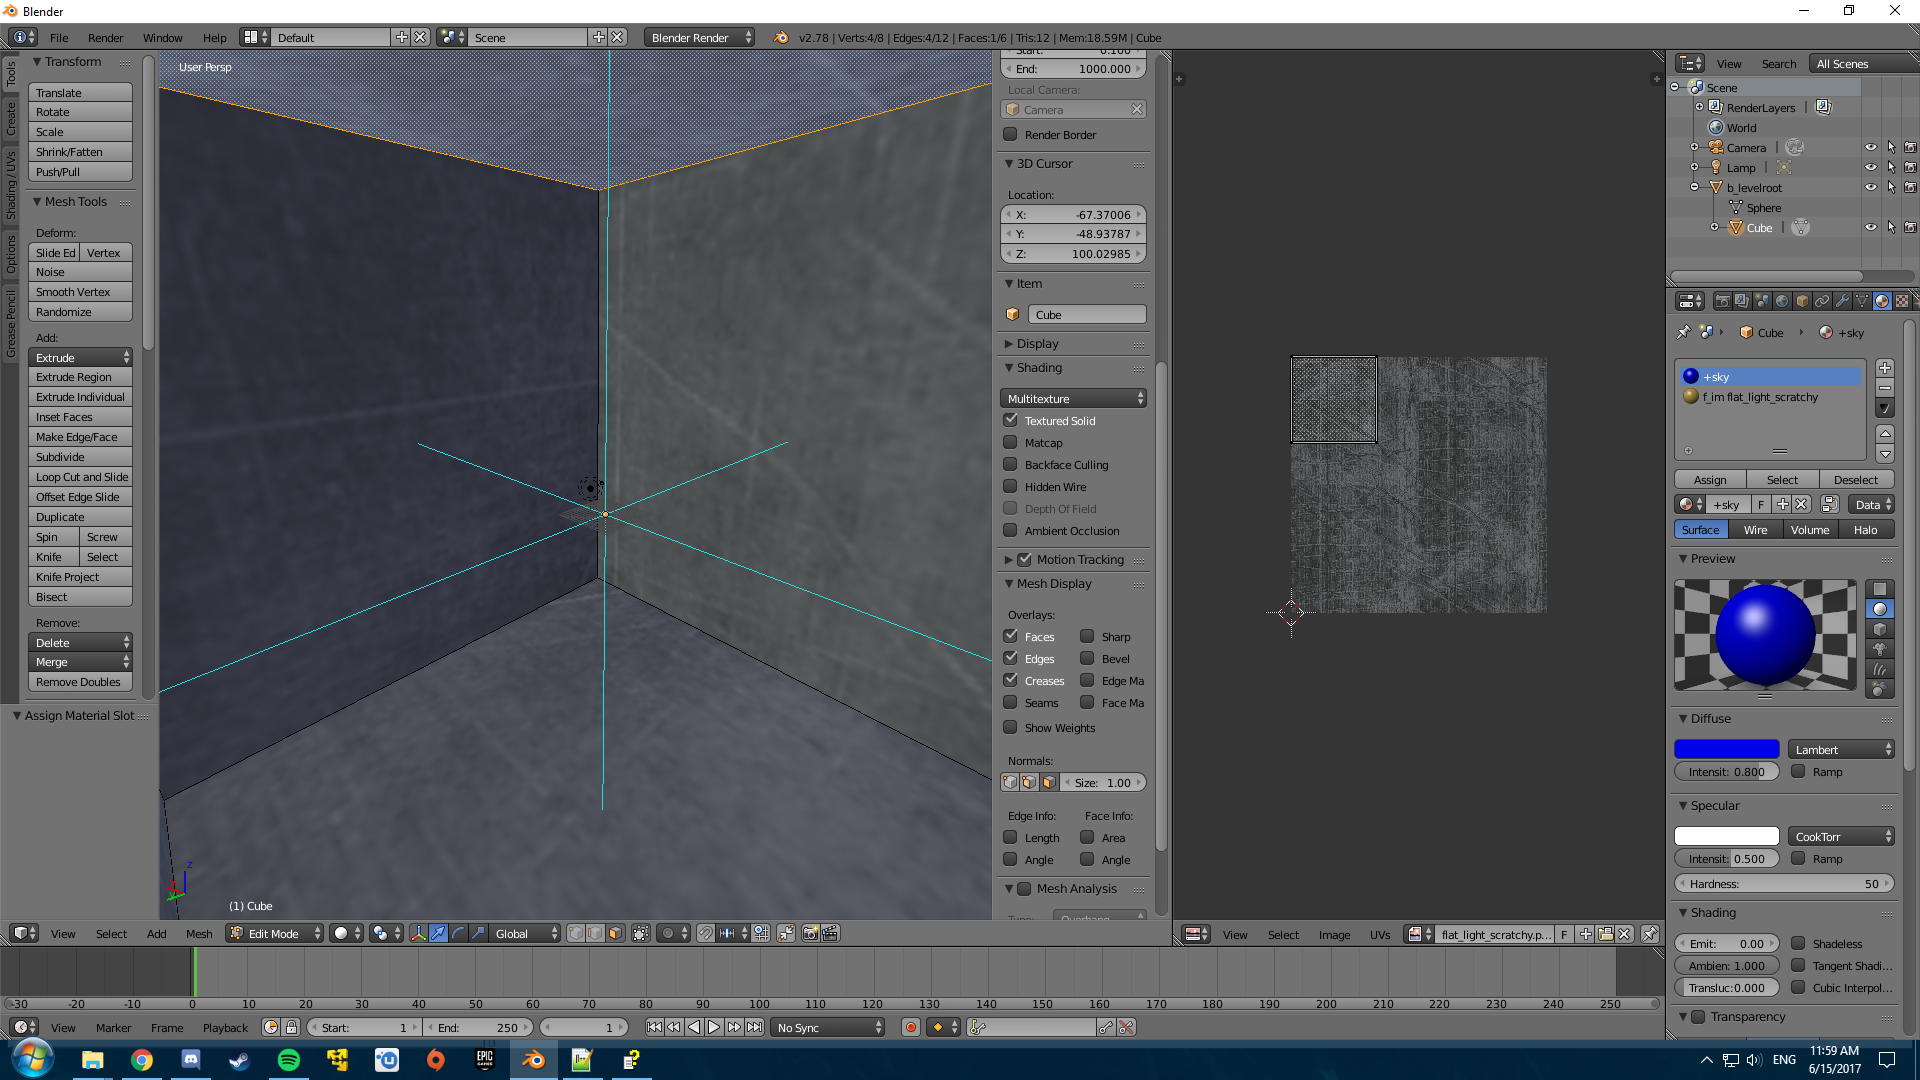 Blender
File Render Window Help Default Scene Blender Render v2.78 | Verts:4/8 | Edges:4/12 | Faces:1/6 | Tris:12 | Mem:18.59M | Cube
Tools
Create
Shading / UVs
Options
Grease Pencil
Transform
Translate
Rotate
Scale
Shrink/Fatten
Push/Pull
Mesh Tools
Deform:
Slide Ed Vertex
Noise
Smooth Vertex
Randomize
Add:
Extrude
Extrude Region
Extrude Individual
Inset Faces
Make Edge/Face
Subdivide
Loop Cut and Slide
Offset Edge Slide
Duplicate
Spin Screw
Knife Select
Knife Project
Bisect
Remove:
Delete
Merge
Remove Doubles
Assign Material Slot
User Persp
(1) Cube
z
Start: 0.100
End: 1000.000
Local Camera:
Camera
Render Border
3D Cursor
Location:
X: -67.37006
Y: -48.93787
Z: 100.02985
Item
Cube
Display
Shading
Multitexture
Textured Solid
Matcap
Backface Culling
Hidden Wire
Depth Of Field
Ambient Occlusion
Motion Tracking
Mesh Display
Overlays:
Faces Sharp
Edges Bevel
Creases Edge Ma
Seams Face Ma
Show Weights
Normals:
Size: 1.00
Edge Info: Face Info:
Length Area
Angle Angle
Mesh Analysis
Type: Overhang
View Select Add Mesh Edit Mode Global
View Select Image UVs flat_light_scratchy.p... F
View Search All Scenes
Scene
RenderLayers |
World
Camera |
Lamp |
b_levelroot
Sphere
Cube |
Cube +sky
+sky
f_im flat_light_scratchy
Assign Select Deselect
+sky F Data
Surface Wire Volume Halo
Preview
Diffuse
Lambert
Intensit: 0.800 Ramp
Specular
CookTorr
Intensit: 0.500 Ramp
Hardness: 50
Shading
Emit: 0.00 Shadeless
Ambien: 1.000 Tangent Shadi...
Transluc:0.000 Cubic Interpol...
Transparency
-30 -20 -10 0 10 20 30 40 50 60 70 80 90 100 110 120 130 140 150 160 170 180 190 200 210 220 230 240 250
View Marker Frame Playback Start: 1 End: 250 1 No Sync
EPIC GAMES
ENG
11:59 AM
6/15/2017